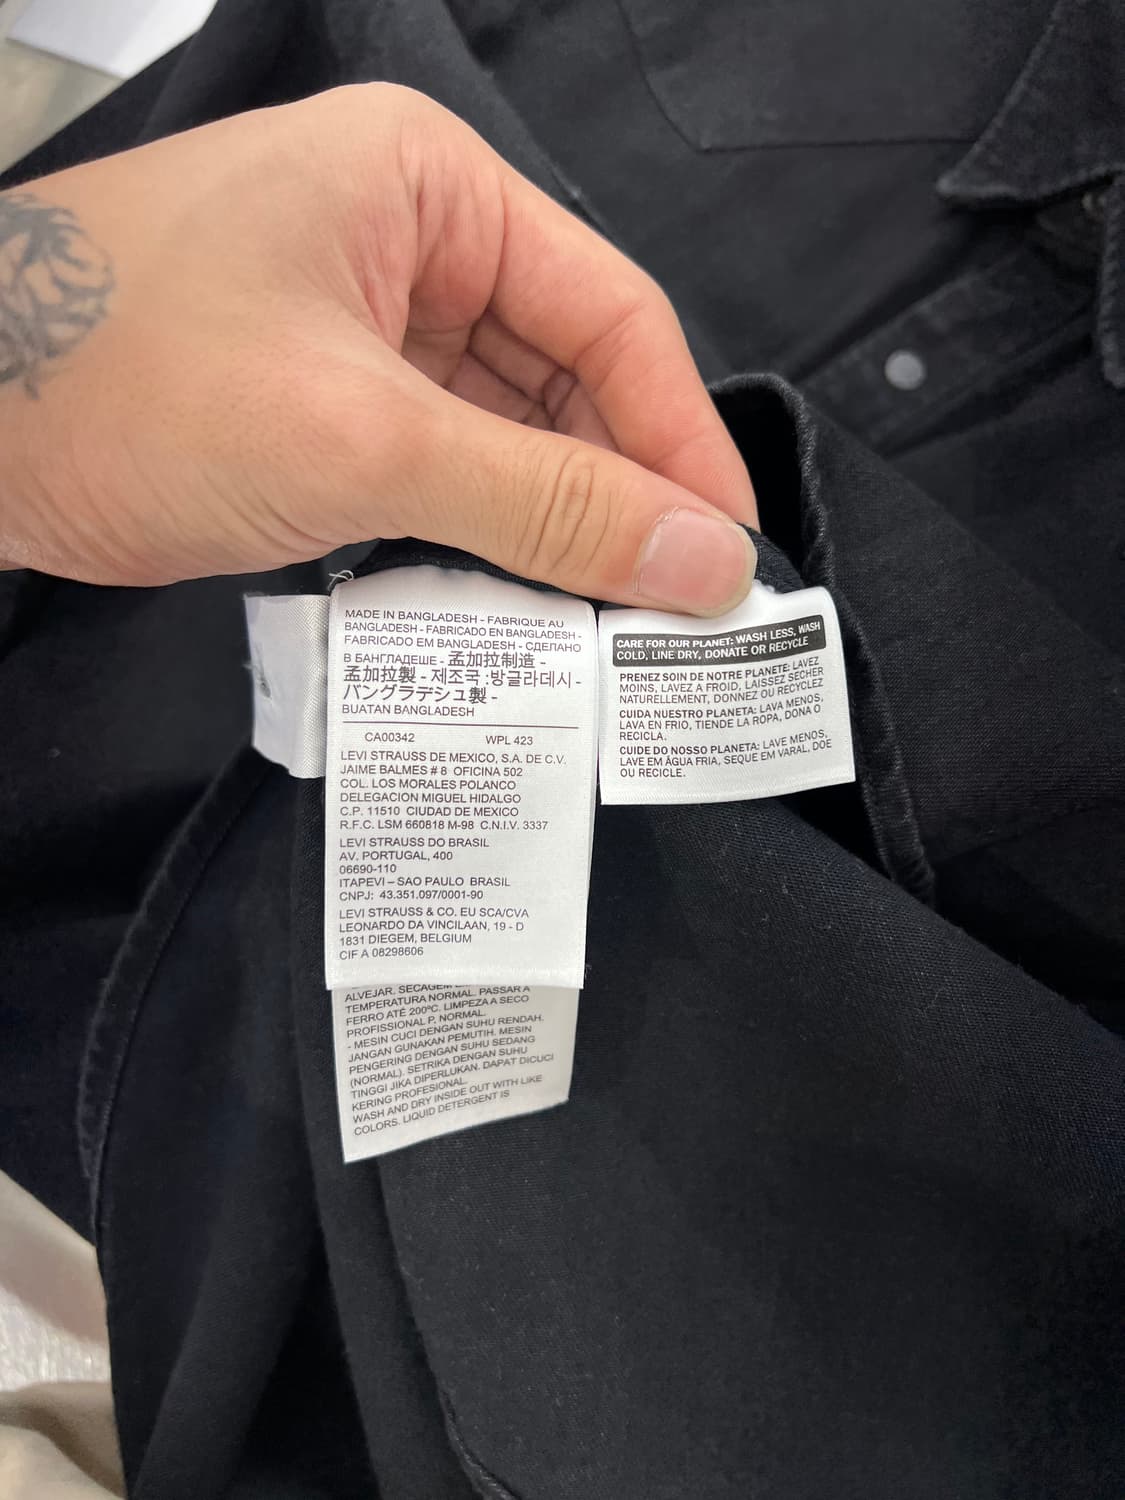 MADE IN BANGLADESH - FABRIQUE AU
BANGLADESH - FABRICADO EN BANGLADESH -
FABRICADO EM BANGLADESH - СДЕЛАНО
В БАНГЛАДЕШЕ - 孟加拉制造 -
孟加拉製 - 제조국 :방글라데시 -
バングラデシュ製 -
BUATAN BANGLADESH
CA00342 WPL 423
LEVI STRAUSS DE MEXICO, S.A. DE C.V.
JAIME BALMES # 8 OFICINA 502
COL. LOS MORALES POLANCO
DELEGACION MIGUEL HIDALGO
C.P. 11510 CIUDAD DE MEXICO
R.F.C. LSM 660818 M-98 C.N.I.V. 3337
LEVI STRAUSS DO BRASIL
AV. PORTUGAL, 400
06690-110
ITAPEVI – SAO PAULO BRASIL
CNPJ: 43.351.097/0001-90
LEVI STRAUSS & CO. EU SCA/CVA
LEONARDO DA VINCILAAN, 19 - D
1831 DIEGEM, BELGIUM
CIF A 08298606
ALVEJAR. SECAGEM
TEMPERATURA NORMAL. PASSAR A
FERRO ATÉ 200ºC. LIMPEZA A SECO
PROFISSIONAL P, NORMAL.
- MESIN CUCI DENGAN SUHU RENDAH.
JANGAN GUNAKAN PEMUTIH. MESIN
PENGERING DENGAN SUHU SEDANG
(NORMAL). SETRIKA DENGAN SUHU
TINGGI JIKA DIPERLUKAN. DAPAT DICUCI
KERING PROFESIONAL.
WASH AND DRY INSIDE OUT WITH LIKE
COLORS. LIQUID DETERGENT IS
CARE FOR OUR PLANET: WASH LESS, WASH
COLD, LINE DRY, DONATE OR RECYCLE
PRENEZ SOIN DE NOTRE PLANETE: LAVEZ
MOINS, LAVEZ A FROID, LAISSEZ SECHER
NATURELLEMENT, DONNEZ OU RECYCLEZ
CUIDA NUESTRO PLANETA: LAVA MENOS,
LAVA EN FRIO, TIENDE LA ROPA, DONA O
RECICLA.
CUIDE DO NOSSO PLANETA: LAVE MENOS,
LAVE EM ÁGUA FRIA, SEQUE EM VARAL, DOE
OU RECICLE.